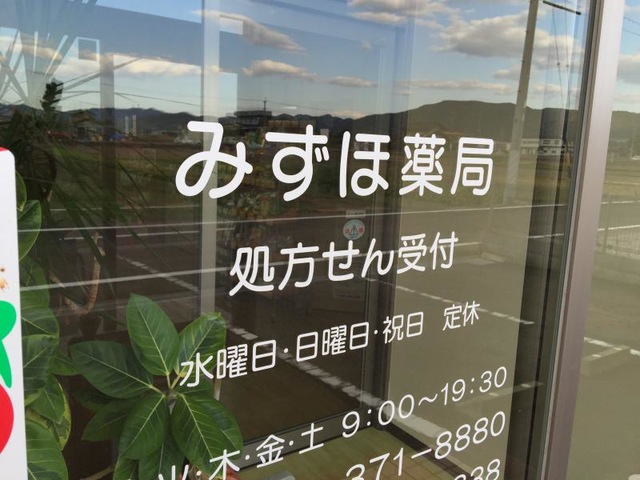 みずほ薬局
処方せん受付
水曜日・日曜日・祝日 定休
・木・金・土 9:00〜19:30
371-8880